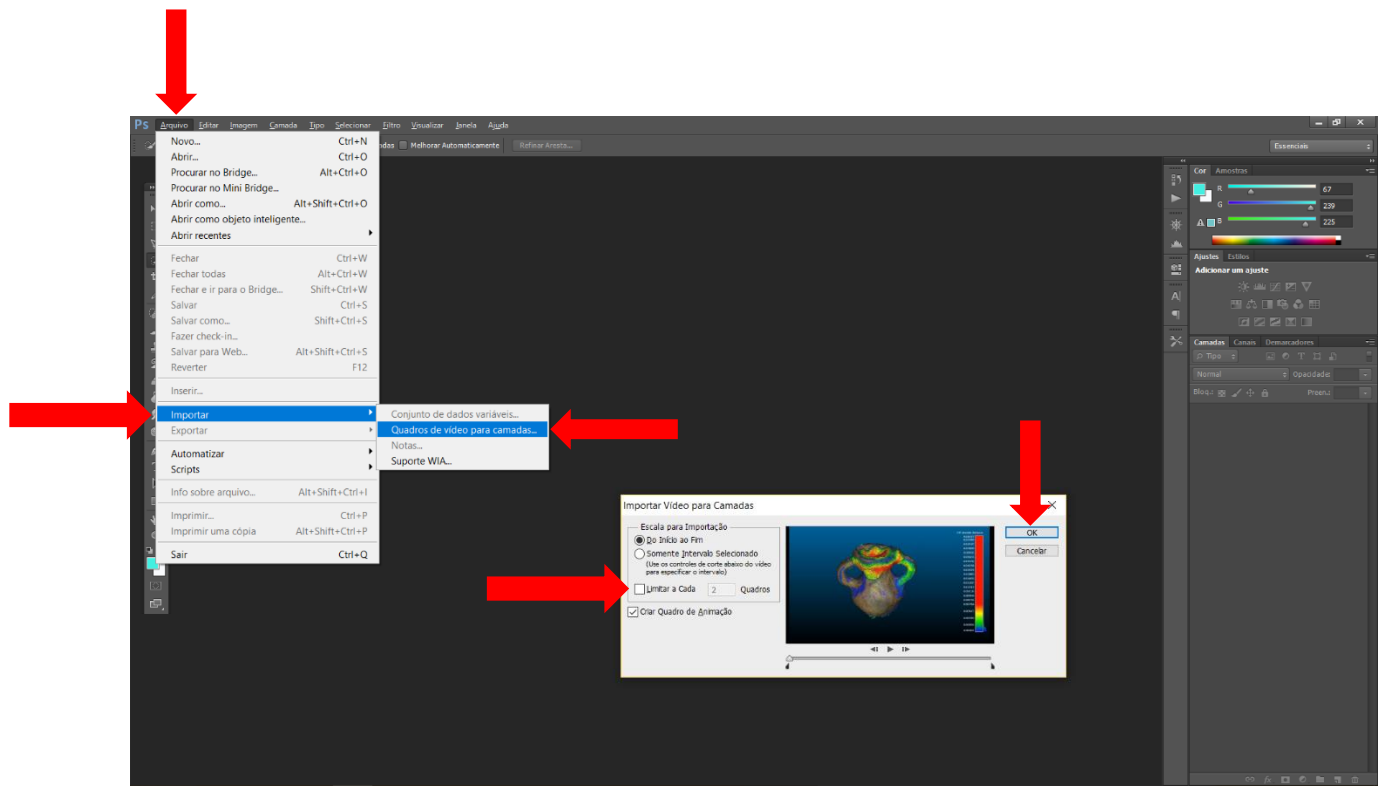 Ps Arquivo Editar Imagem Camada Tipo Selecionar Filtro Visualizar Janela Ajuda
Melhorar Automaticamente Refinar Aresta... Essenciais
Novo... Ctrl+N
Abrir... Ctrl+O
Procurar no Bridge... Alt+Ctrl+O
Procurar no Mini Bridge...
Abrir como... Alt+Shift+Ctrl+O
Abrir como objeto inteligente...
Abrir recentes
Fechar Ctrl+W
Fechar todas Alt+Ctrl+W
Fechar e ir para o Bridge... Shift+Ctrl+W
Salvar Ctrl+S
Salvar como... Shift+Ctrl+S
Fazer check-in...
Salvar para Web... Alt+Shift+Ctrl+S
Reverter F12
Inserir...
Importar
Exportar
Automatizar
Scripts
Info sobre arquivo... Alt+Shift+Ctrl+I
Imprimir... Ctrl+P
Imprimir uma cópia Alt+Shift+Ctrl+P
Sair Ctrl+Q
Conjunto de dados variáveis...
Quadros de vídeo para camadas...
Notas...
Suporte WIA...
Importar Vídeo para Camadas
Escala para Importação
Do Início ao Fim
Somente Intervalo Selecionado
(Use os controles de corte abaixo do vídeo
para especificar o intervalo)
Limitar a Cada 2 Quadros
Criar Quadro de Animação
OK
Cancelar
Cor Amostras
R 67
G 239
B 225
Ajustes Estilos
Adicionar um ajuste
Camadas Canais Demarcadores
Tipo
Normal Opacidade:
Bloq.: Preen.: